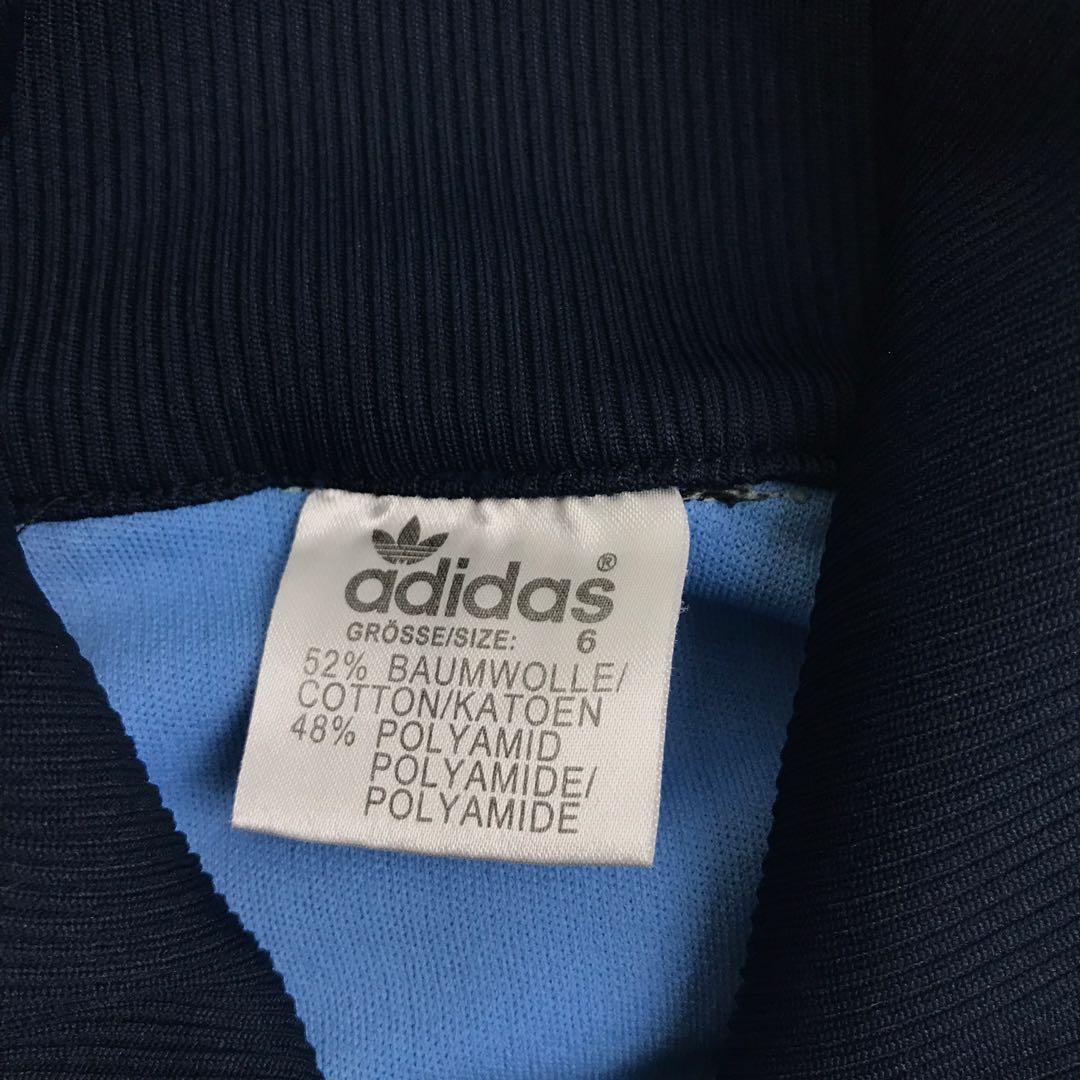 adidas®
GRÖSSE/SIZE: 6
52% BAUMWOLLE/
COTTON/KATOEN
48% POLYAMID
POLYAMIDE/
POLYAMIDE